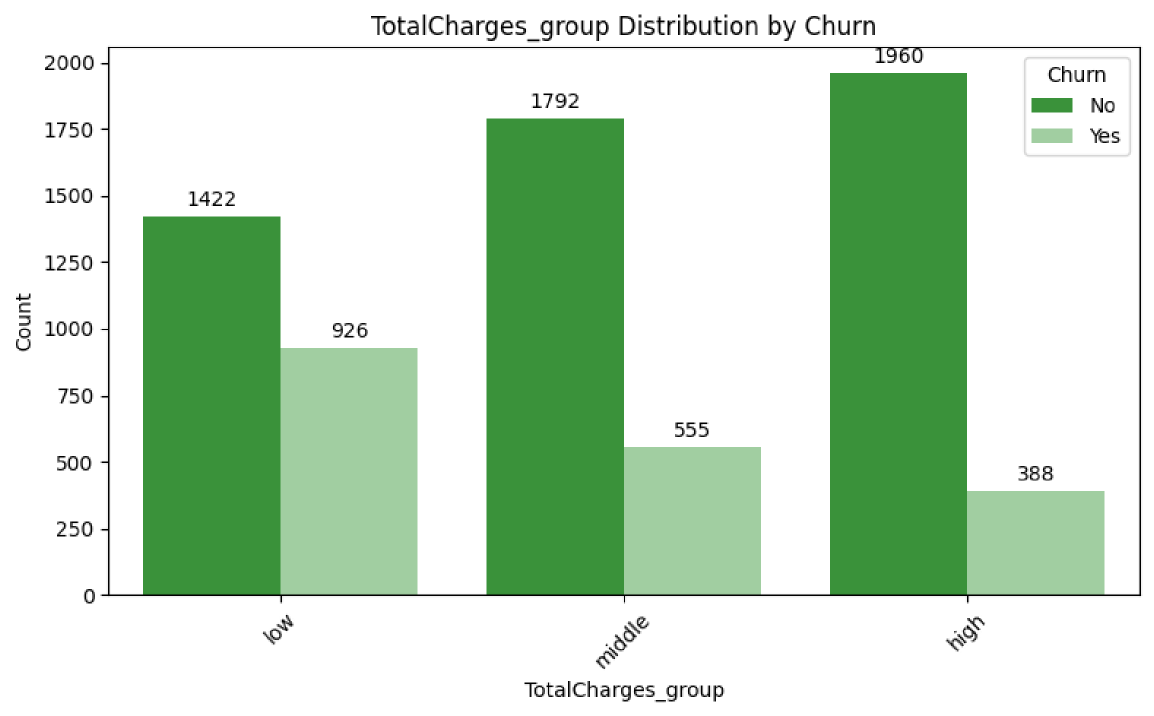 TotalCharges_group Distribution by Churn
Churn
No
Yes
Count
2000
1750
1500
1250
1000
750
500
250
0
1422
926
1792
555
1960
388
low
middle
high
TotalCharges_group